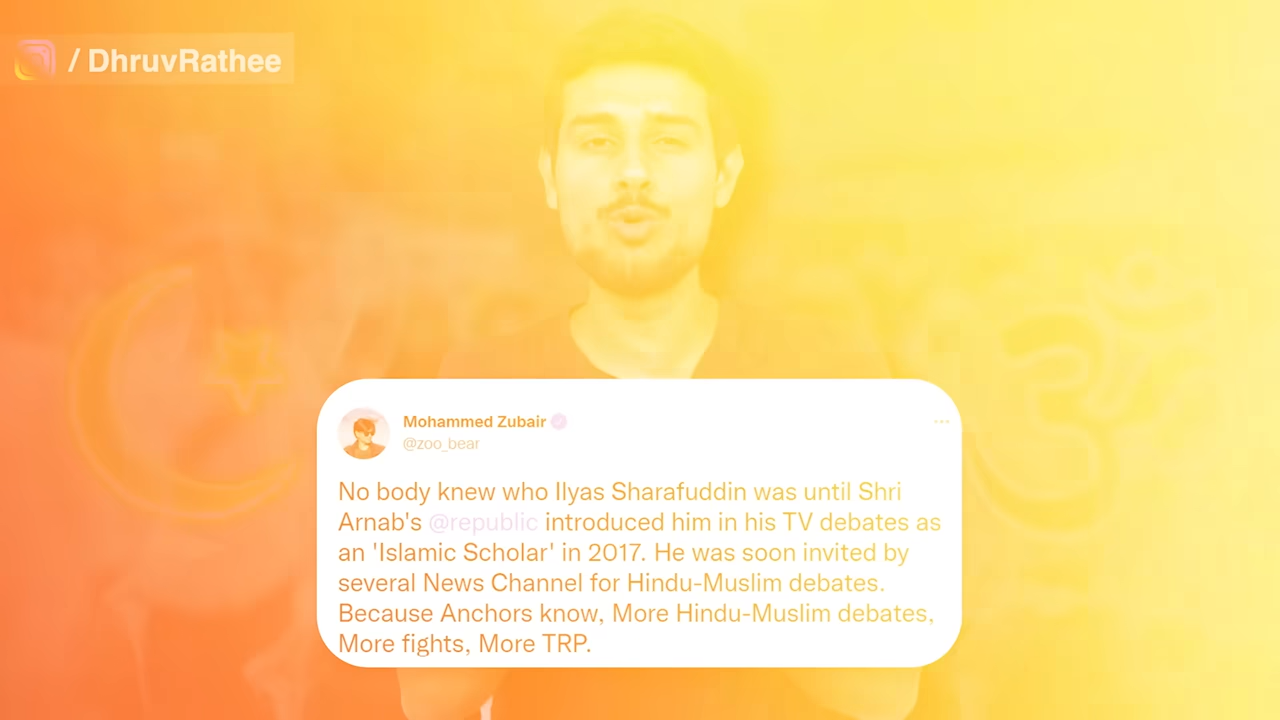 / DhruvRathee
Mohammed Zubair
@zoo_bear
No body knew who Ilyas Sharafuddin was until Shri
Arnab's @republic introduced him in his TV debates as
an 'Islamic Scholar' in 2017. He was soon invited by
several News Channel for Hindu-Muslim debates.
Because Anchors know, More Hindu-Muslim debates,
More fights, More TRP.